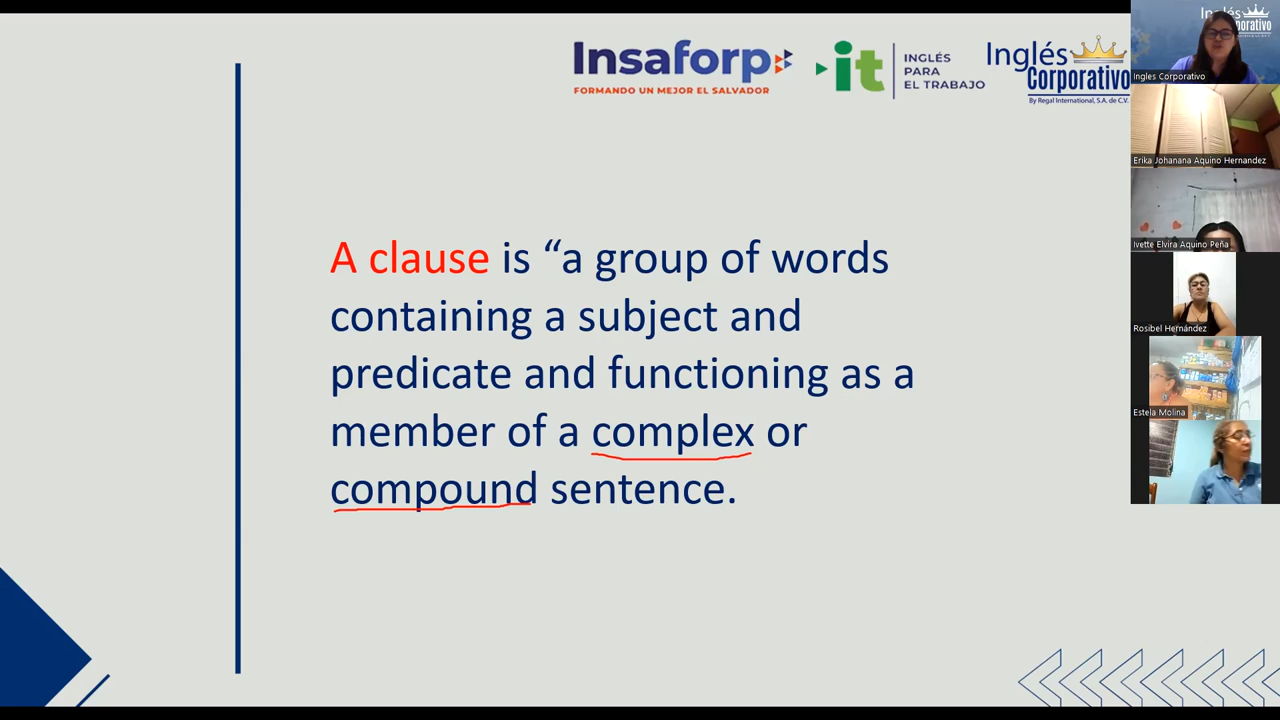 Insaforp
FORMANDO UN MEJOR EL SALVADOR
it
INGLÉS
PARA
EL TRABAJO
Inglés
Corporativo
By Regal International, S.A. de C.V.
A clause is “a group of words
containing a subject and
predicate and functioning as a
member of a complex or
compound sentence.
Ingles Corporativo
Erika Johanana Aquino Hernandez
Ivette Elvira Aquino Peña
Rosibel Hernández
Estela Molina